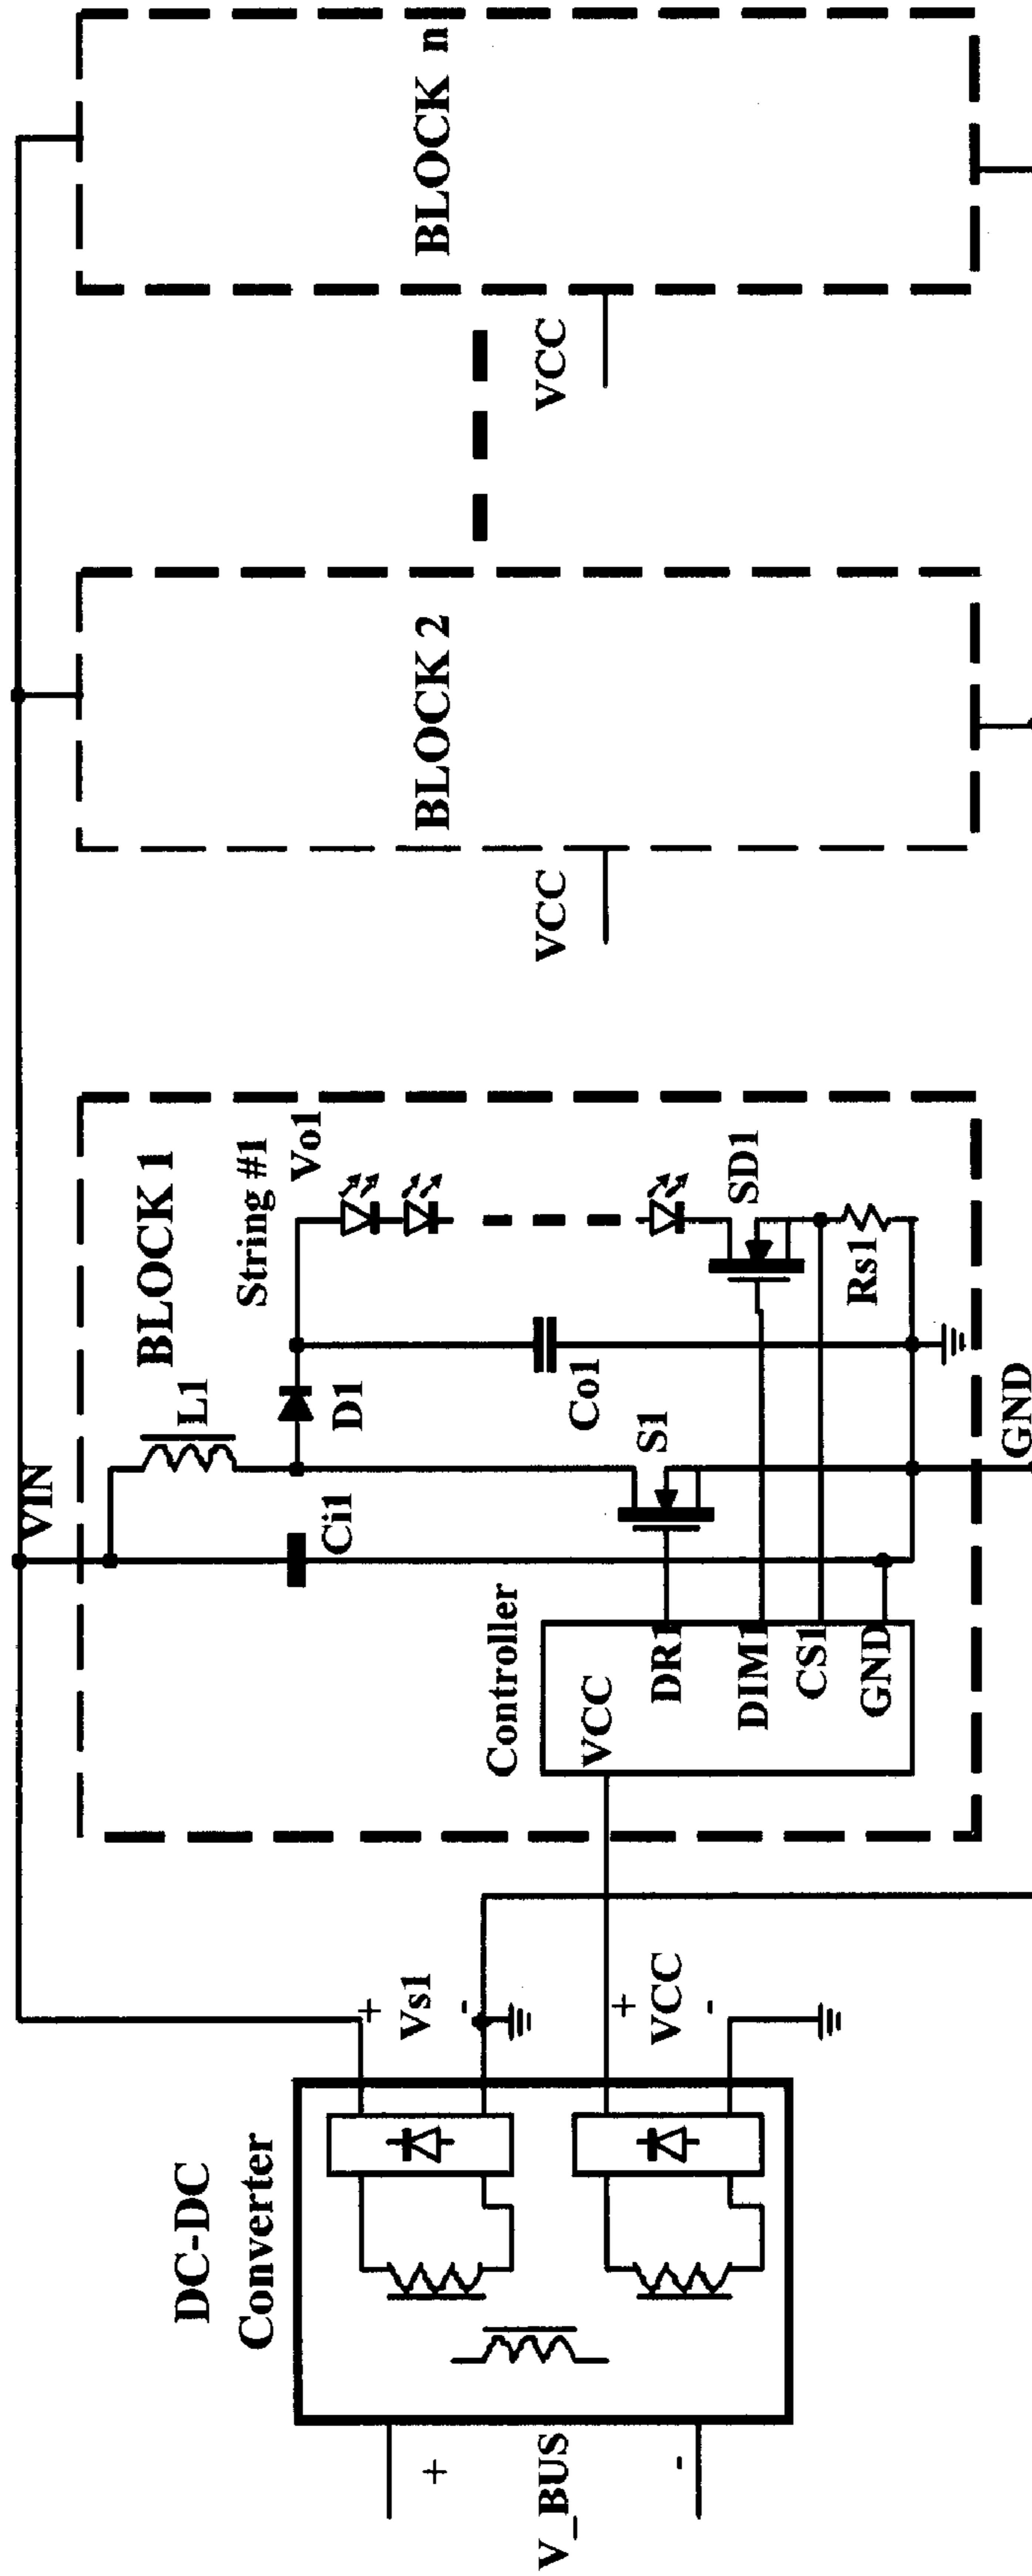 V_BUS
+
-
DC-DC
Converter
+
Vs1
-
+
VCC
-
VIN
BLOCK 1
Controller
VCC
DR1
DIM1
CS1
GND
Ci1
L1
D1
S1
Co1
String #1
Vo1
SD1
Rs1
GND
VCC
BLOCK 2
VCC
BLOCK n